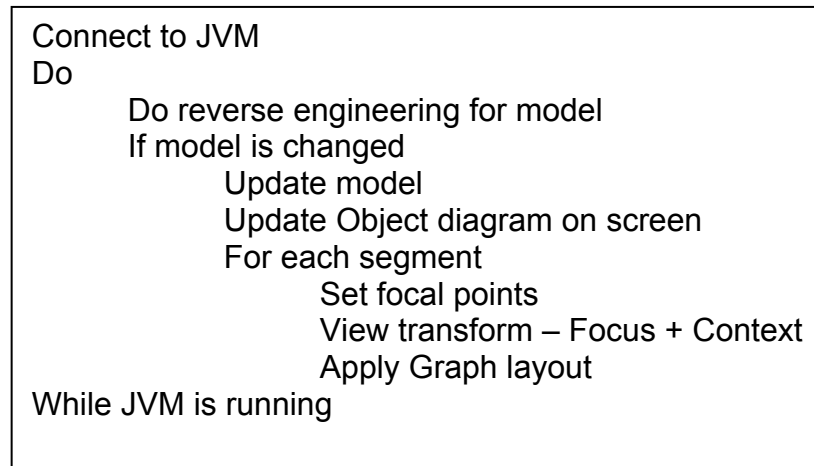 Connect to JVM
Do
Do reverse engineering for model
If model is changed
Update model
Update Object diagram on screen
For each segment
Set focal points
View transform – Focus + Context
Apply Graph layout
While JVM is running